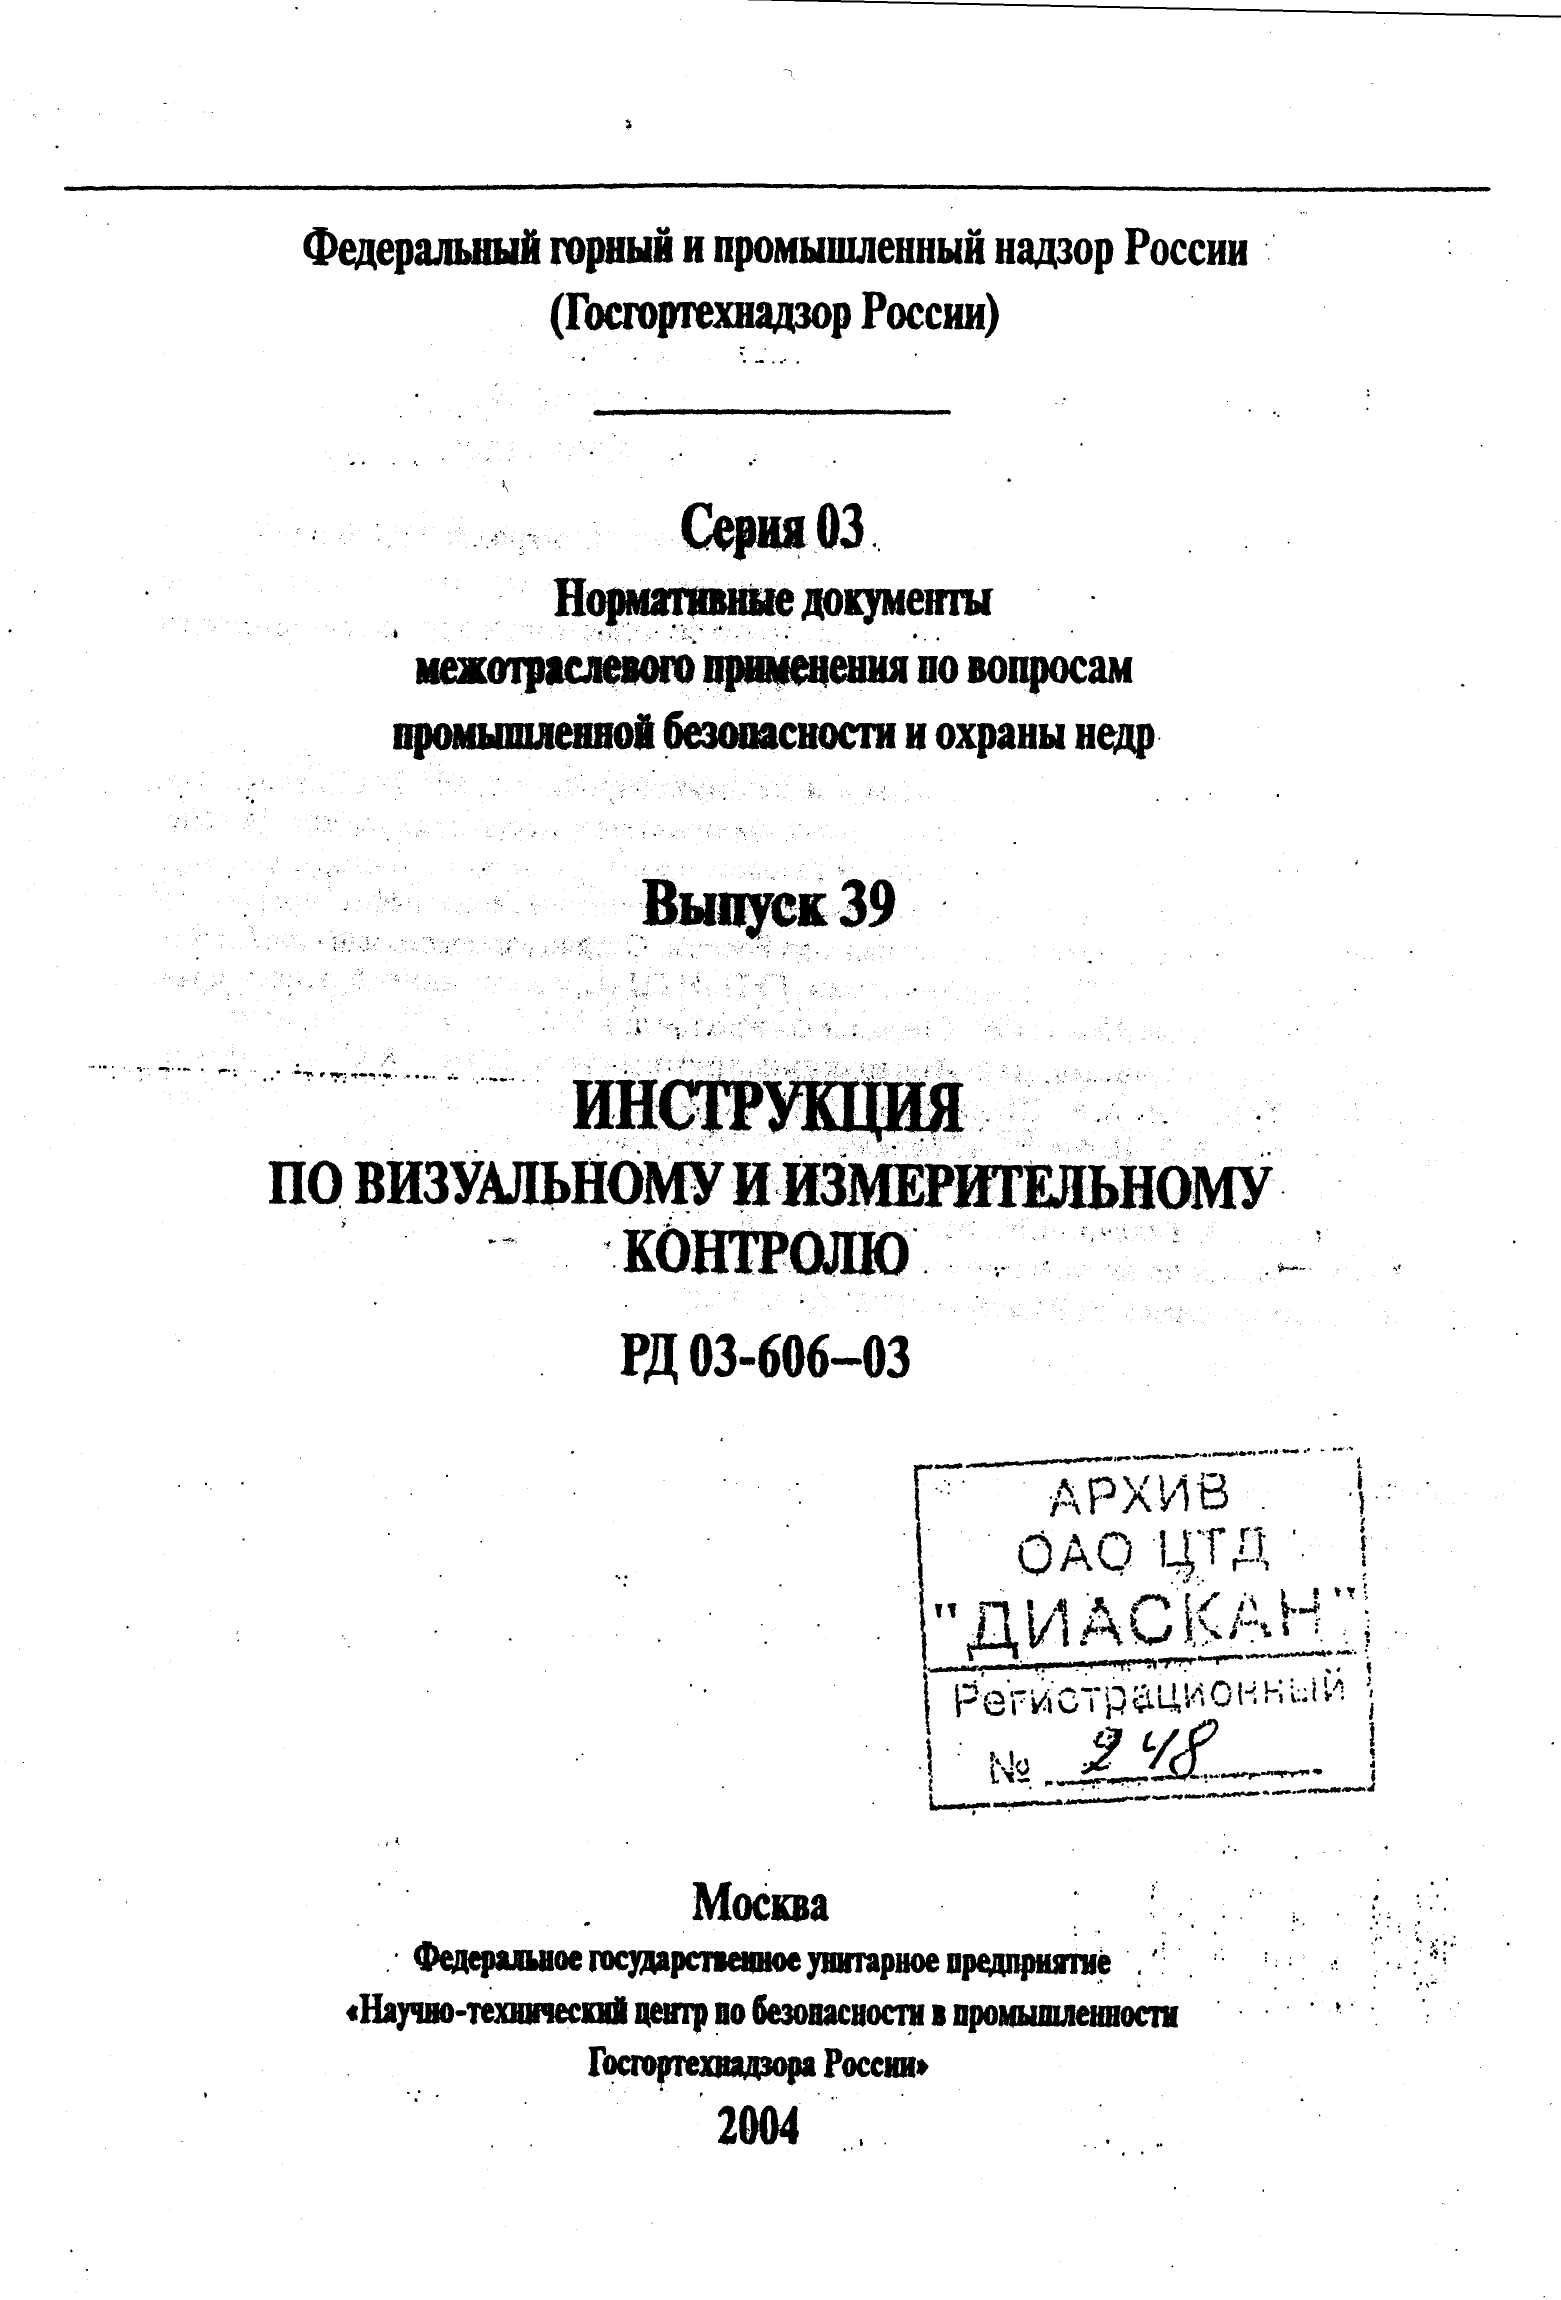 Федеральный горный и промышленный надзор России
(Госгортехнадзор России)
Серия 03
Нормативные документы
межотраслевого применения по вопросам
промышленной безопасности и охраны недр
Выпуск 39
ИНСТРУКЦИЯ
ПО ВИЗУАЛЬНОМУ И ИЗМЕРИТЕЛЬНОМУ
КОНТРОЛЮ
РД 03-606–03
АРХИВ
ОАО ЦТД
"ДИАСКАН"
Регистрационный
№ 248
Москва
Федеральное государственное унитарное предприятие
«Научно-технический центр по безопасности в промышленности
Госгортехнадзора России»
2004